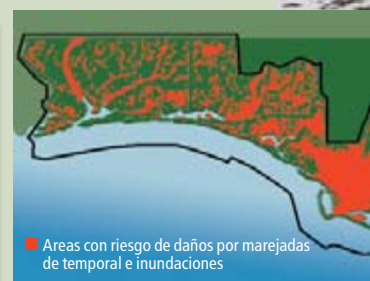 Areas con riesgo de daños por marejadas
de temporal e inundaciones